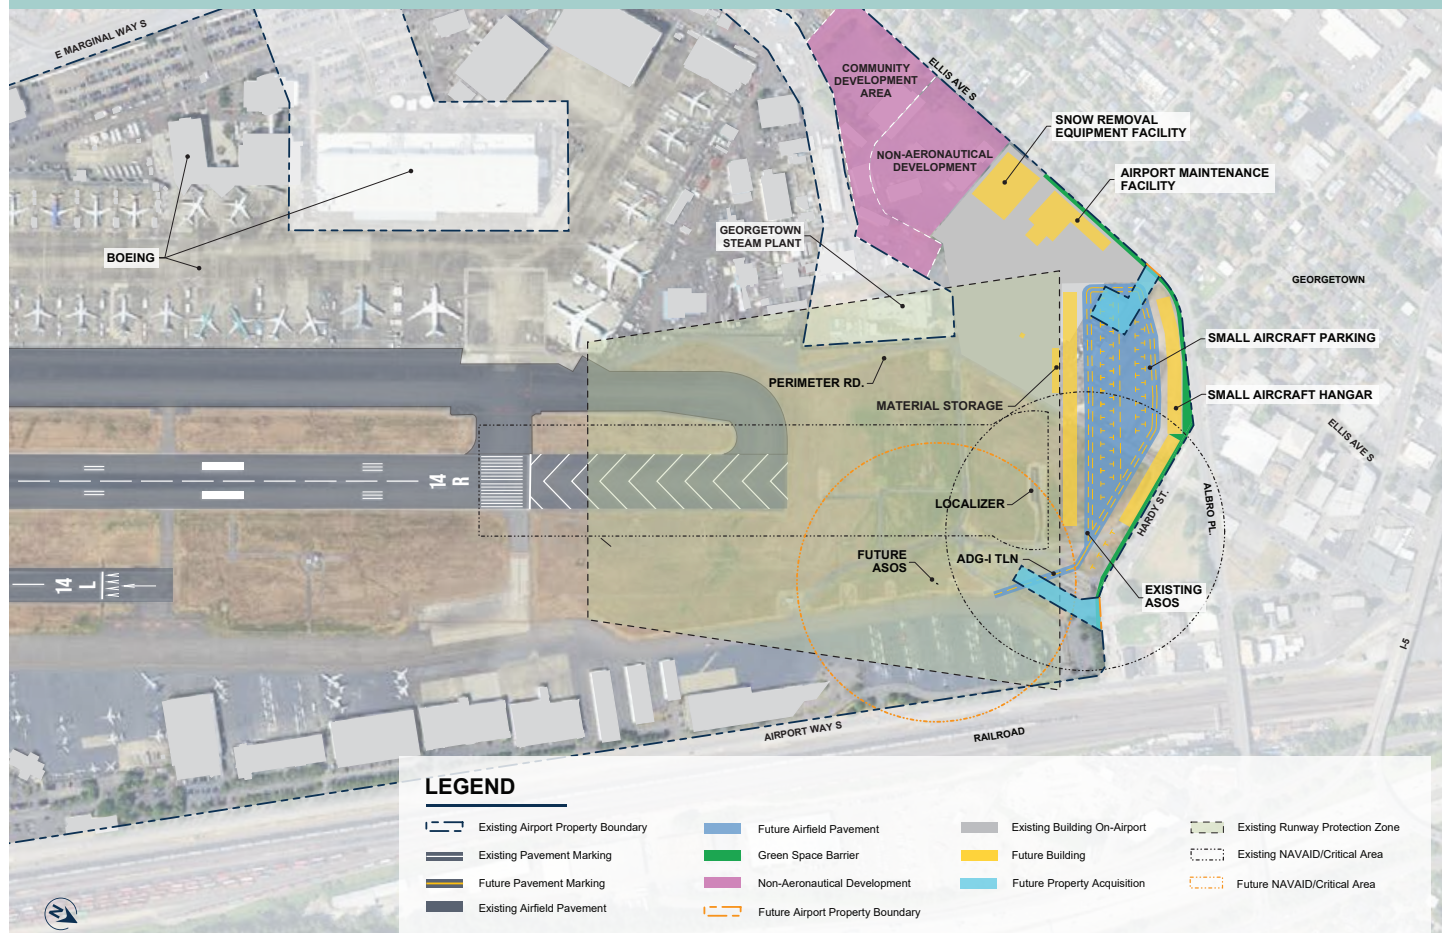 E MARGINAL WAY S
COMMUNITY
DEVELOPMENT
AREA
ELLIS AVE S
SNOW REMOVAL
EQUIPMENT FACILITY
NON-AERONAUTICAL
DEVELOPMENT
AIRPORT MAINTENANCE
FACILITY
GEORGETOWN
STEAM PLANT
BOEING
GEORGETOWN
SMALL AIRCRAFT PARKING
PERIMETER RD.
MATERIAL STORAGE
SMALL AIRCRAFT HANGAR
ELLIS AVE S
14
R
LOCALIZER
HARDY ST.
ALBRO PL.
FUTURE
ASOS
ADG-I TLN
14
L
EXISTING
ASOS
I-5
AIRPORT WAY S
RAILROAD
LEGEND
Existing Airport Property Boundary
Existing Pavement Marking
Future Pavement Marking
Existing Airfield Pavement
Future Airfield Pavement
Green Space Barrier
Non-Aeronautical Development
Future Airport Property Boundary
Existing Building On-Airport
Future Building
Future Property Acquisition
Existing Runway Protection Zone
Existing NAVAID/Critical Area
Future NAVAID/Critical Area
N